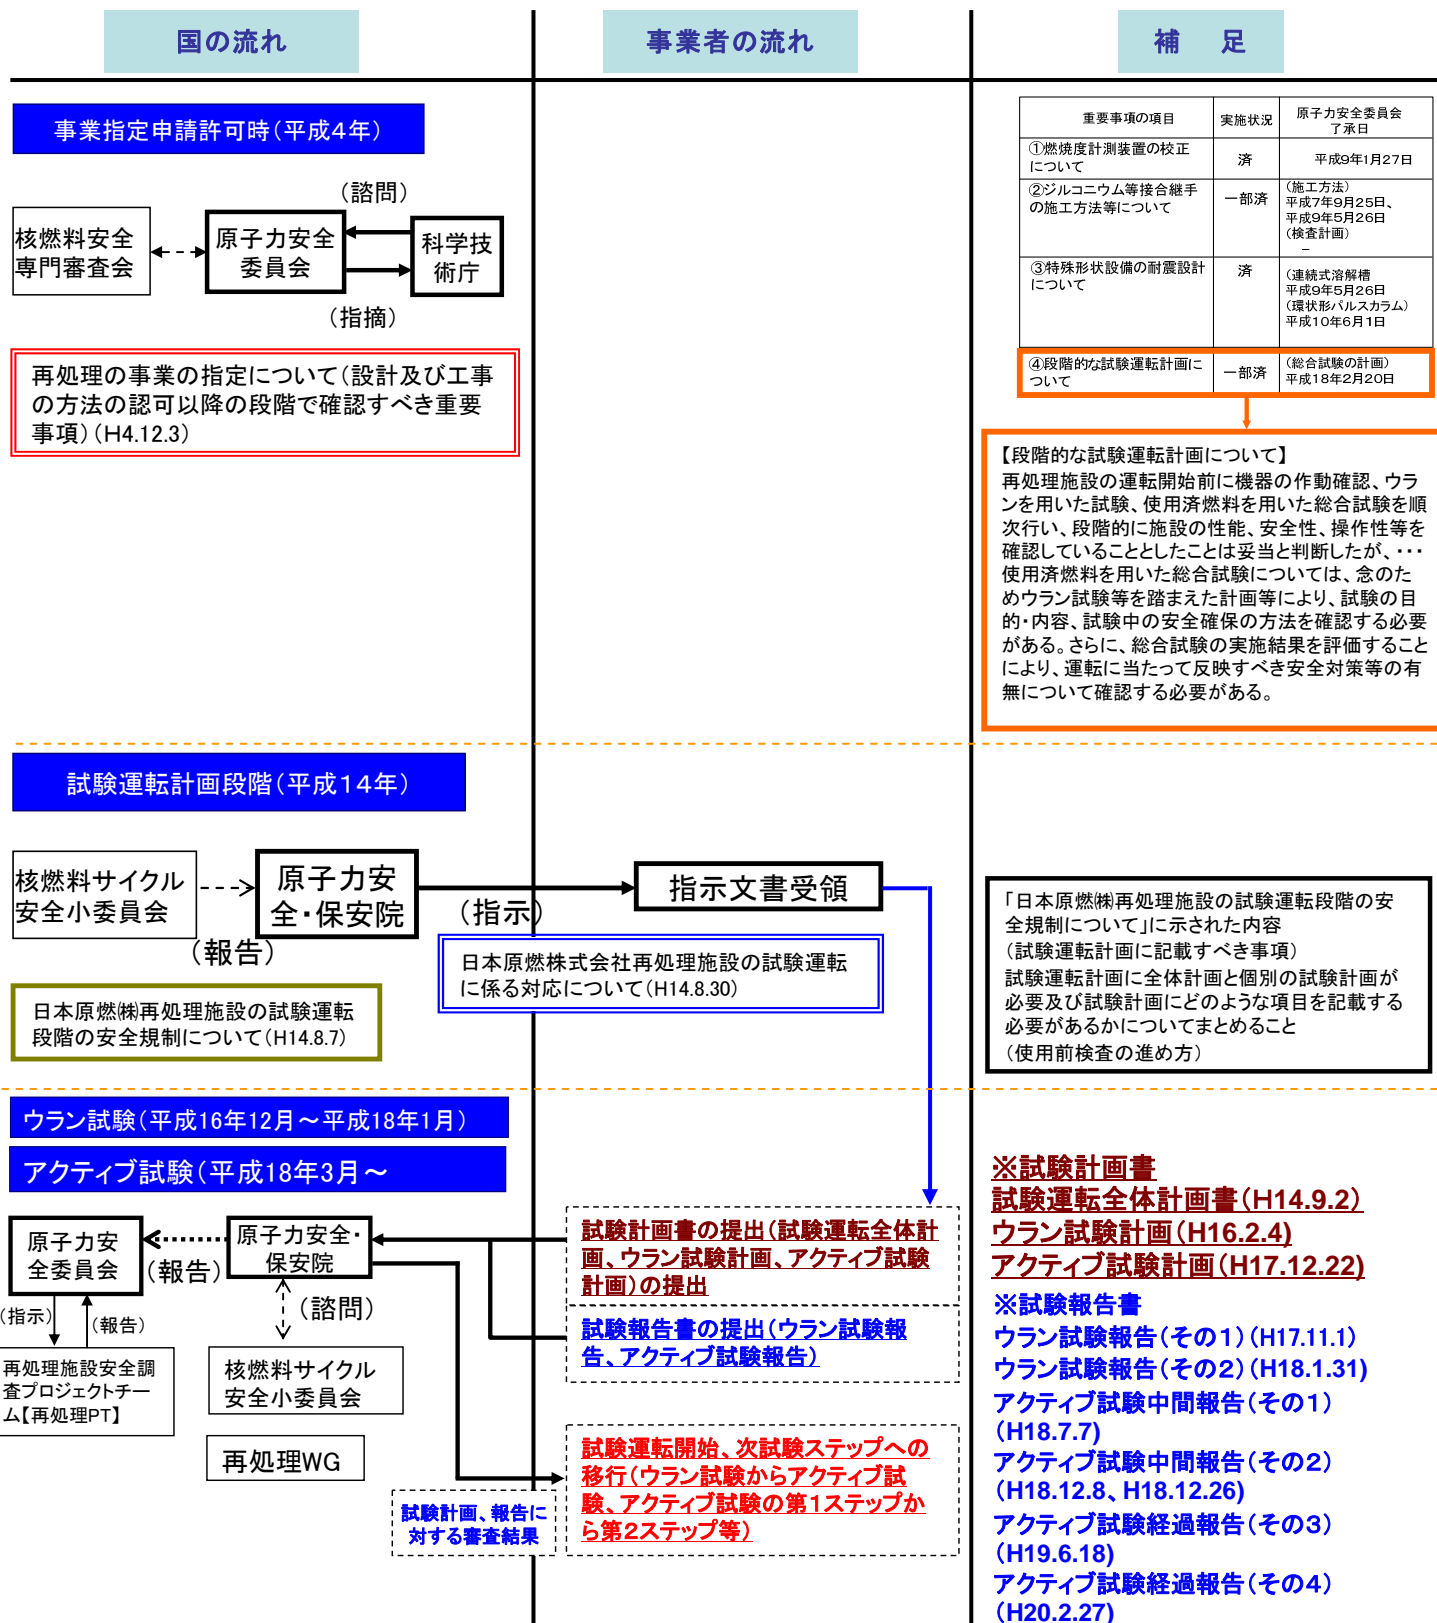 国の流れ
事業者の流れ
補　足
事業指定申請許可時(平成4年)
(諮問)
核燃料安全
専門審査会
原子力安全
委員会
科学技
術庁
(指摘)
再処理の事業の指定について(設計及び工事
の方法の認可以降の段階で確認すべき重要
事項)(H4.12.3)
重要事項の項目
実施状況
原子力安全委員会
了承日
①燃焼度計測装置の校正
について
済
平成9年1月27日
②ジルコニウム等接合継手
の施工方法等について
一部済
(施工方法)
平成7年9月25日、
平成9年5月26日
(検査計画)
－
③特殊形状設備の耐震設計
について
済
(連続式溶解槽
平成9年5月26日
(環状形パルスカラム)
平成10年6月1日
④段階的な試験運転計画に
ついて
一部済
(総合試験の計画)
平成18年2月20日
【段階的な試験運転計画について】
再処理施設の運転開始前に機器の作動確認、ウラ
ンを用いた試験、使用済燃料を用いた総合試験を順
次行い、段階的に施設の性能、安全性、操作性等を
確認していることとしたことは妥当と判断したが、・・・
使用済燃料を用いた総合試験については、念のた
めウラン試験等を踏まえた計画等により、試験の目
的・内容、試験中の安全確保の方法を確認する必要
がある。さらに、総合試験の実施結果を評価すること
により、運転に当たって反映すべき安全対策等の有
無について確認する必要がある。
試験運転計画段階(平成14年)
核燃料サイクル
安全小委員会
(報告)
原子力安
全・保安院
(指示)
指示文書受領
日本原燃株式会社再処理施設の試験運転
に係る対応について(H14.8.30)
日本原燃㈱再処理施設の試験運転
段階の安全規制について(H14.8.7)
「日本原燃㈱再処理施設の試験運転段階の安
全規制について」に示された内容
(試験運転計画に記載すべき事項)
試験運転計画に全体計画と個別の試験計画が
必要及び試験計画にどのような項目を記載する
必要があるかについてまとめること
(使用前検査の進め方)
ウラン試験(平成16年12月～平成18年1月)
アクティブ試験(平成18年3月～
原子力安
全委員会
(報告)
原子力安全・
保安院
(指示)
(報告)
(諮問)
再処理施設安全調
査プロジェクトチー
ム【再処理PT】
核燃料サイクル
安全小委員会
再処理WG
試験計画書の提出(試験運転全体計
画、ウラン試験計画、アクティブ試験
計画)の提出
試験報告書の提出(ウラン試験報
告、アクティブ試験報告)
試験運転開始、次試験ステップへの
移行(ウラン試験からアクティブ試
験、アクティブ試験の第1ステップか
ら第2ステップ等)
試験計画、報告に
対する審査結果
※試験計画書
試験運転全体計画書(H14.9.2)
ウラン試験計画(H16.2.4)
アクティブ試験計画(H17.12.22)
※試験報告書
ウラン試験報告(その1)(H17.11.1)
ウラン試験報告(その2)(H18.1.31)
アクティブ試験中間報告(その1)
(H18.7.7)
アクティブ試験中間報告(その2)
(H18.12.8、H18.12.26)
アクティブ試験経過報告(その3)
(H19.6.18)
アクティブ試験経過報告(その4)
(H20.2.27)